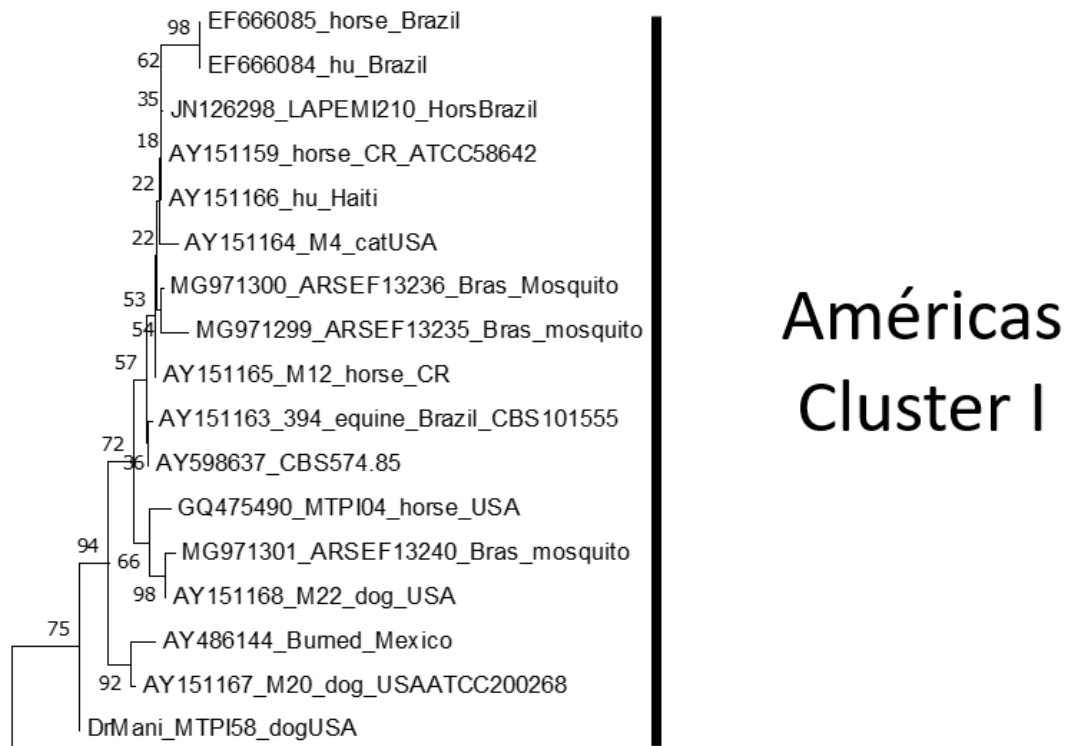 98
EF666085_horse_Brazil
62
EF666084_hu_Brazil
35
JN126298_LAPEMI210_HorsBrazil
18
AY151159_horse_CR_ATCC58642
22
AY151166_hu_Haiti
22
AY151164_M4_catUSA
MG971300_ARSEF13236_Bras_Mosquito
53
54
MG971299_ARSEF13235_Bras_mosquito
57
AY151165_M12_horse_CR
AY151163_394_equine_Brazil_CBS101555
72
36
AY598637_CBS574.85
GQ475490_MTPI04_horse_USA
94
66
MG971301_ARSEF13240_Bras_mosquito
98
AY151168_M22_dog_USA
75
AY486144_Burned_Mexico
92
AY151167_M20_dog_USAATCC200268
DrMani_MTPI58_dogUSA
Américas
Cluster I